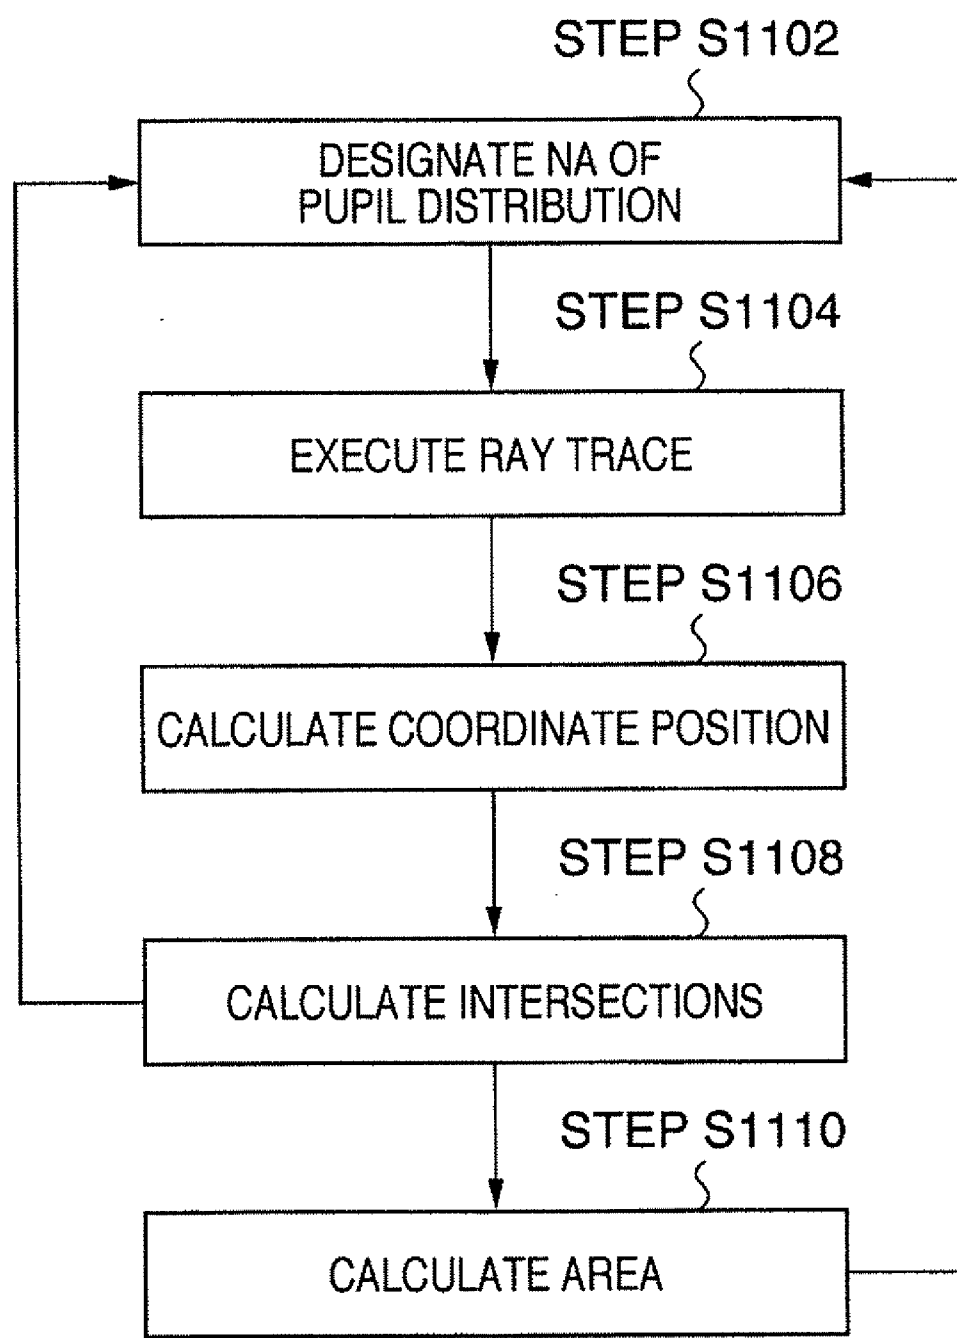 STEP S1102
DESIGNATE NA OF
PUPIL DISTRIBUTION
STEP S1104
EXECUTE RAY TRACE
STEP S1106
CALCULATE COORDINATE POSITION
STEP S1108
CALCULATE INTERSECTIONS
STEP S1110
CALCULATE AREA